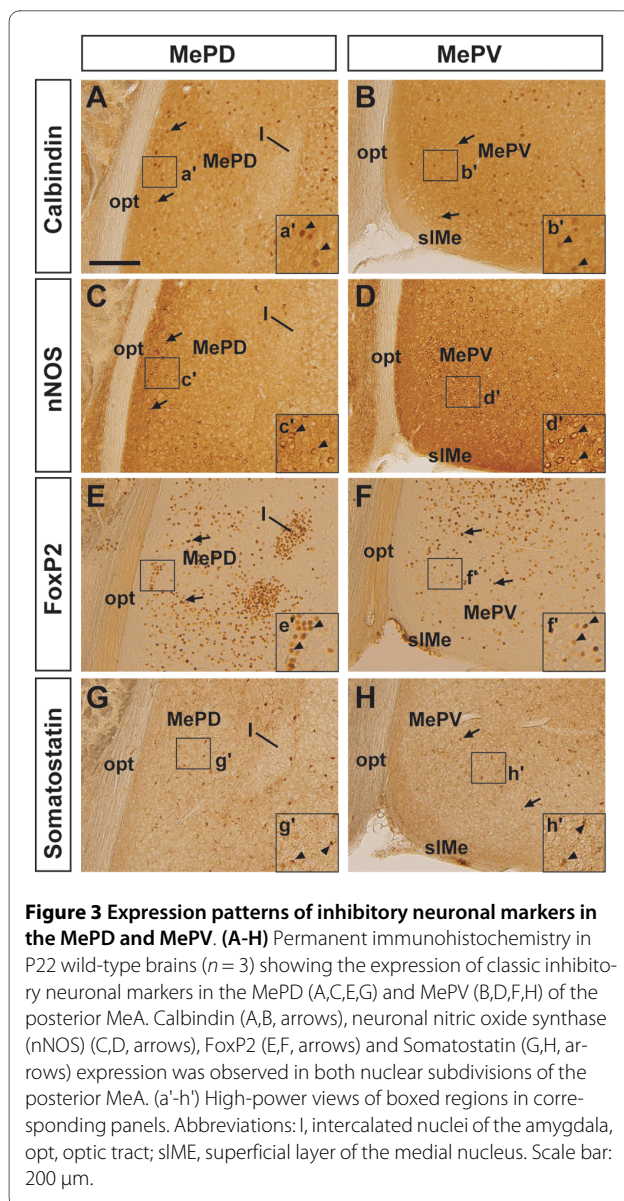 MePD
MePV
Calbindin
A
I
MePD
a'
opt
a'
B
opt
MePV
b'
slMe
b'
nNOS
C
I
MePD
opt
c'
c'
D
opt
MePV
d'
slMe
d'
FoxP2
E
I
MePD
opt
e'
F
opt
f'
MePV
slMe
f'
Somatostatin
G
MePD
I
opt
g'
g'
H
MePV
opt
h'
slMe
h'
Figure 3 Expression patterns of inhibitory neuronal markers in
the MePD and MePV. (A-H) Permanent immunohistochemistry in
P22 wild-type brains (n = 3) showing the expression of classic inhibito-
ry neuronal markers in the MePD (A,C,E,G) and MePV (B,D,F,H) of the
posterior MeA. Calbindin (A,B, arrows), neuronal nitric oxide synthase
(nNOS) (C,D, arrows), FoxP2 (E,F, arrows) and Somatostatin (G,H, ar-
rows) expression was observed in both nuclear subdivisions of the
posterior MeA. (a'-h') High-power views of boxed regions in corre-
sponding panels. Abbreviations: I, intercalated nuclei of the amygdala,
opt, optic tract; slME, superficial layer of the medial nucleus. Scale bar:
200 μm.